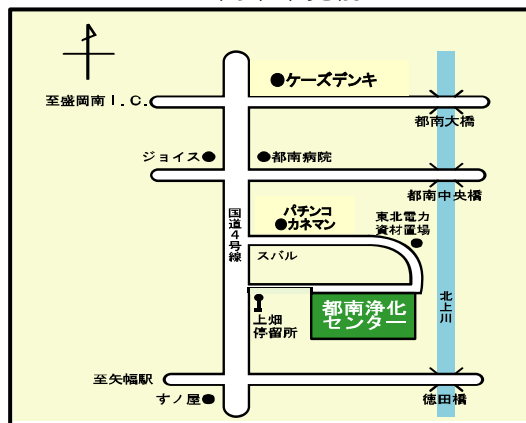 ●ケーズデンキ
至盛岡南I.C.
都南大橋
ジョイス●
●都南病院
都南中央橋
国道4号線
パチンコ
●カネマン
東北電力
資材置場
スバル
上畑
停留所
都南浄化
センター
北上川
至矢幅駅
すノ屋●
徳田橋